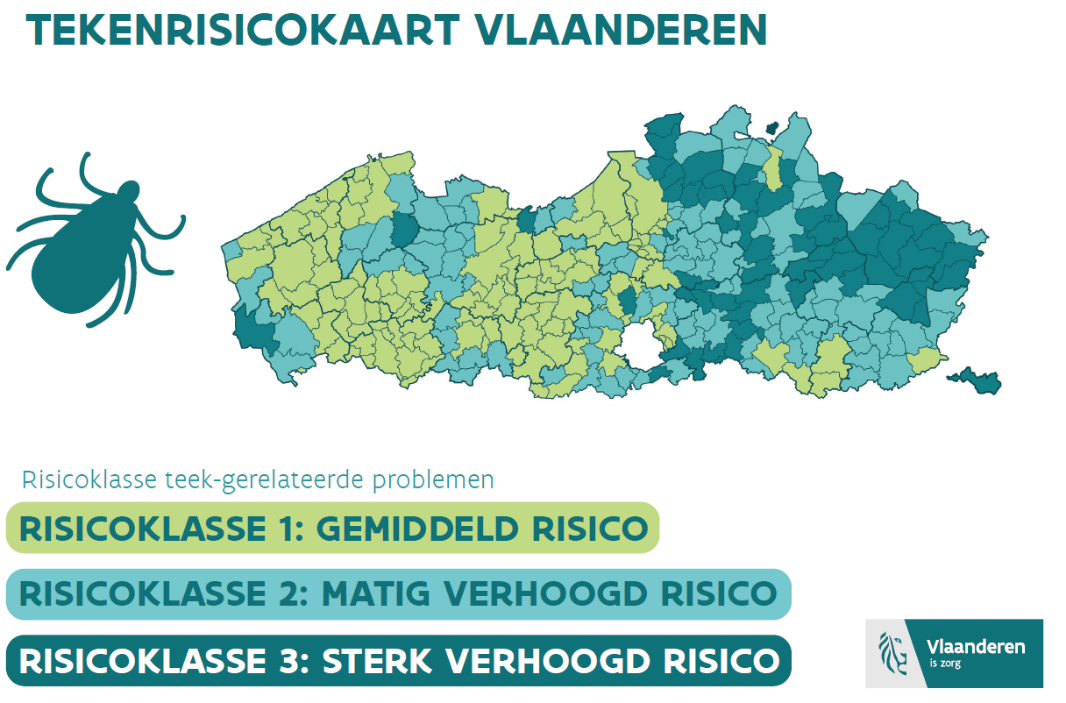 TEKENRISICOKAART VLAANDEREN
Risicoklasse teek-gerelateerde problemen
RISICOKLASSE 1: GEMIDDELD RISICO
RISICOKLASSE 2: MATIG VERHOOGD RISICO
RISICOKLASSE 3: STERK VERHOOGD RISICO
Vlaanderen
is zorg